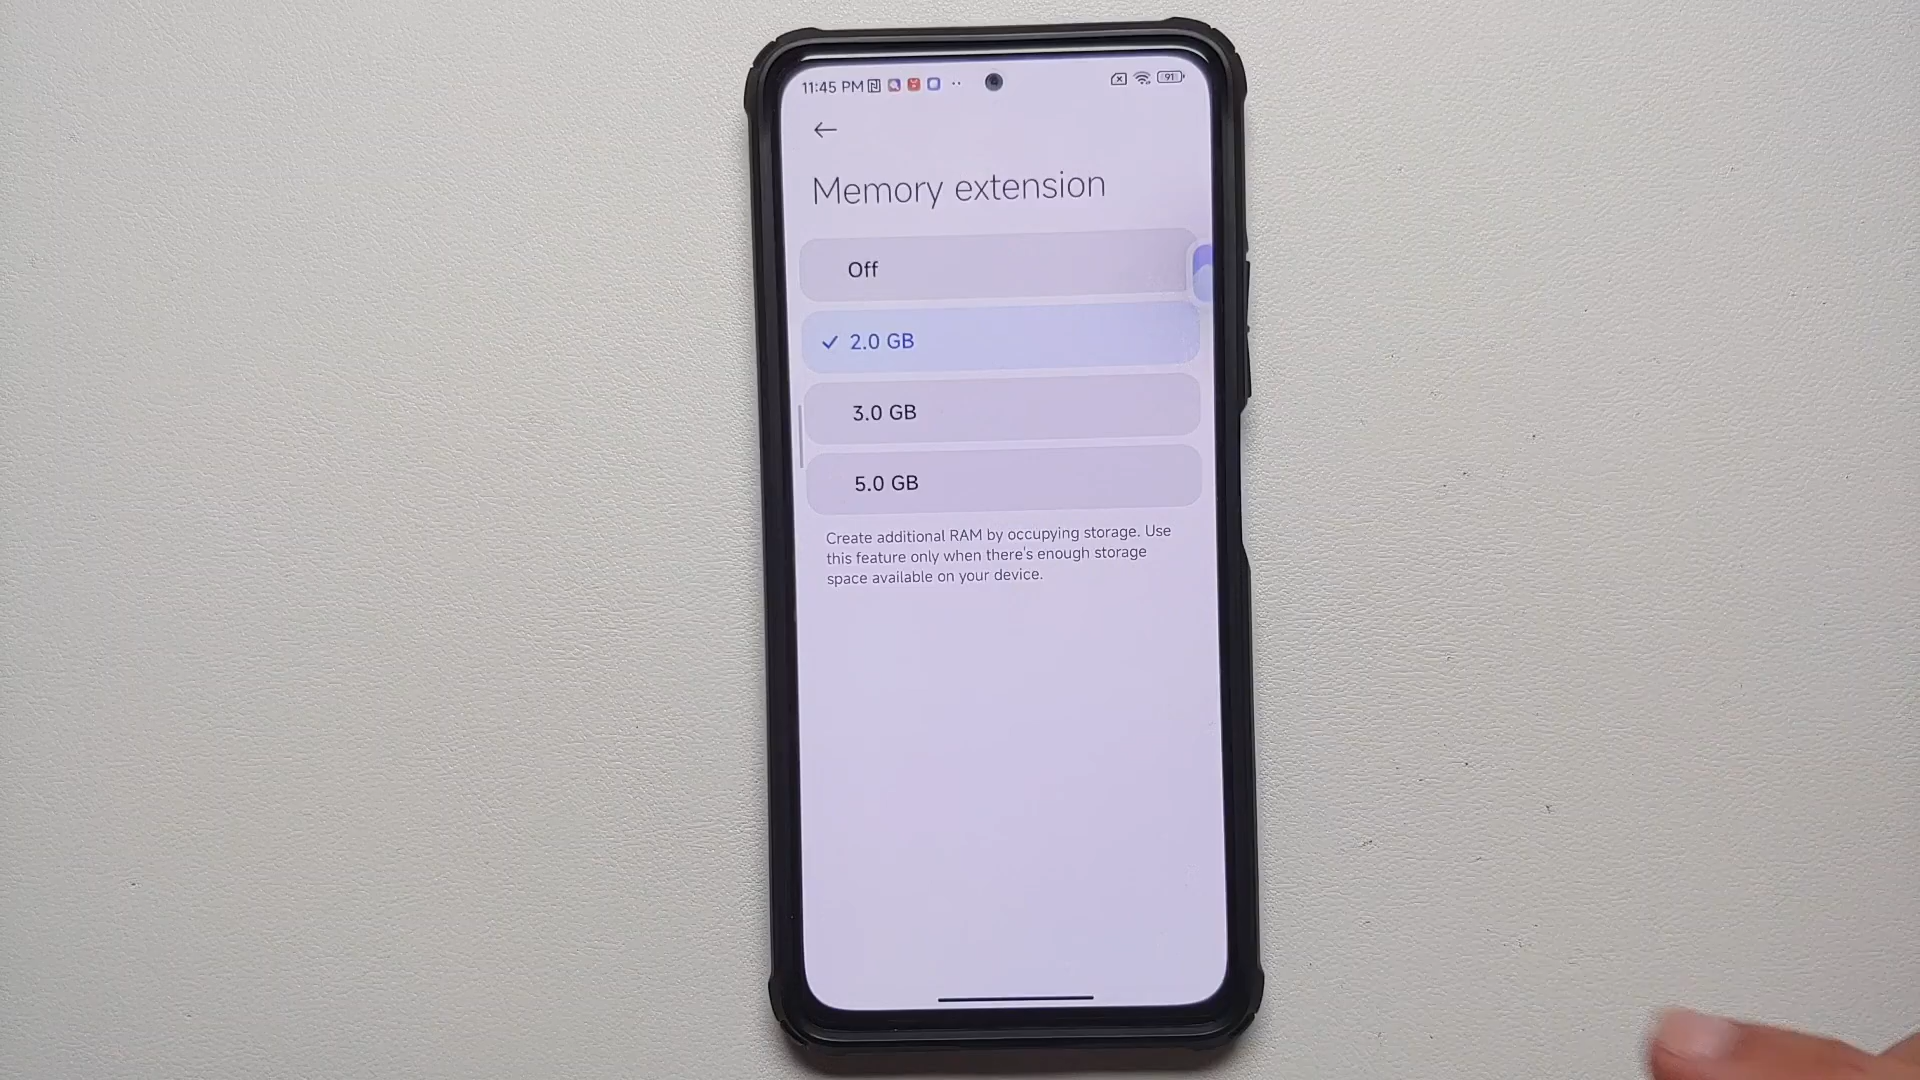 11:45 PM
91
Memory extension
Off
2.0 GB
3.0 GB
5.0 GB
Create additional RAM by occupying storage. Use
this feature only when there's enough storage
space available on your device.